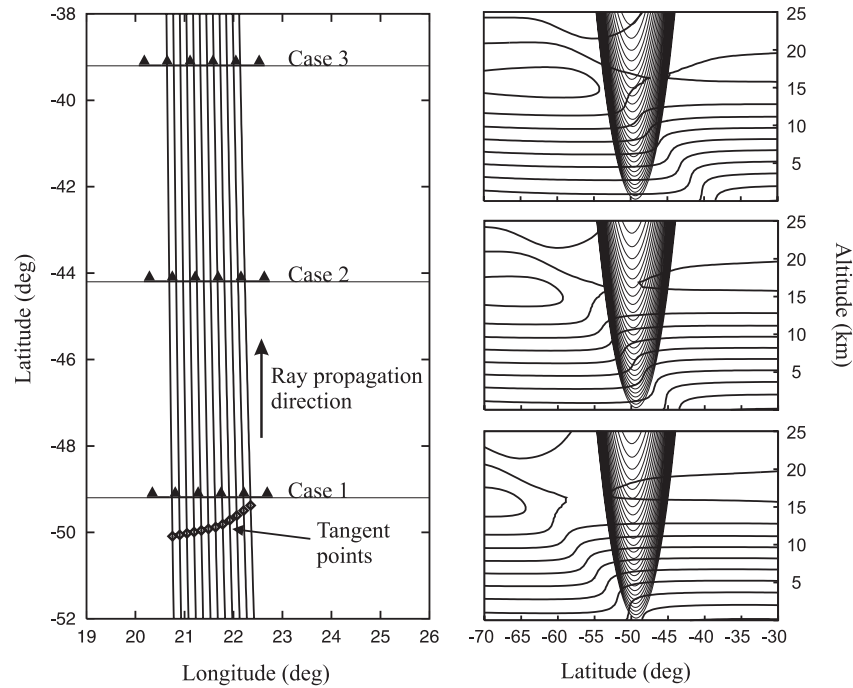 -38
-40
-42
-44
-46
-48
-50
-52
Latitude (deg)
Case 3
Case 2
Ray propagation
direction
Case 1
Tangent
points
19 20 21 22 23 24 25 26
Longitude (deg)
25
20
15
10
5
25
20
15
10
5
25
20
15
10
5
Altitude (km)
-70 -65 -60 -55 -50 -45 -40 -35 -30
Latitude (deg)